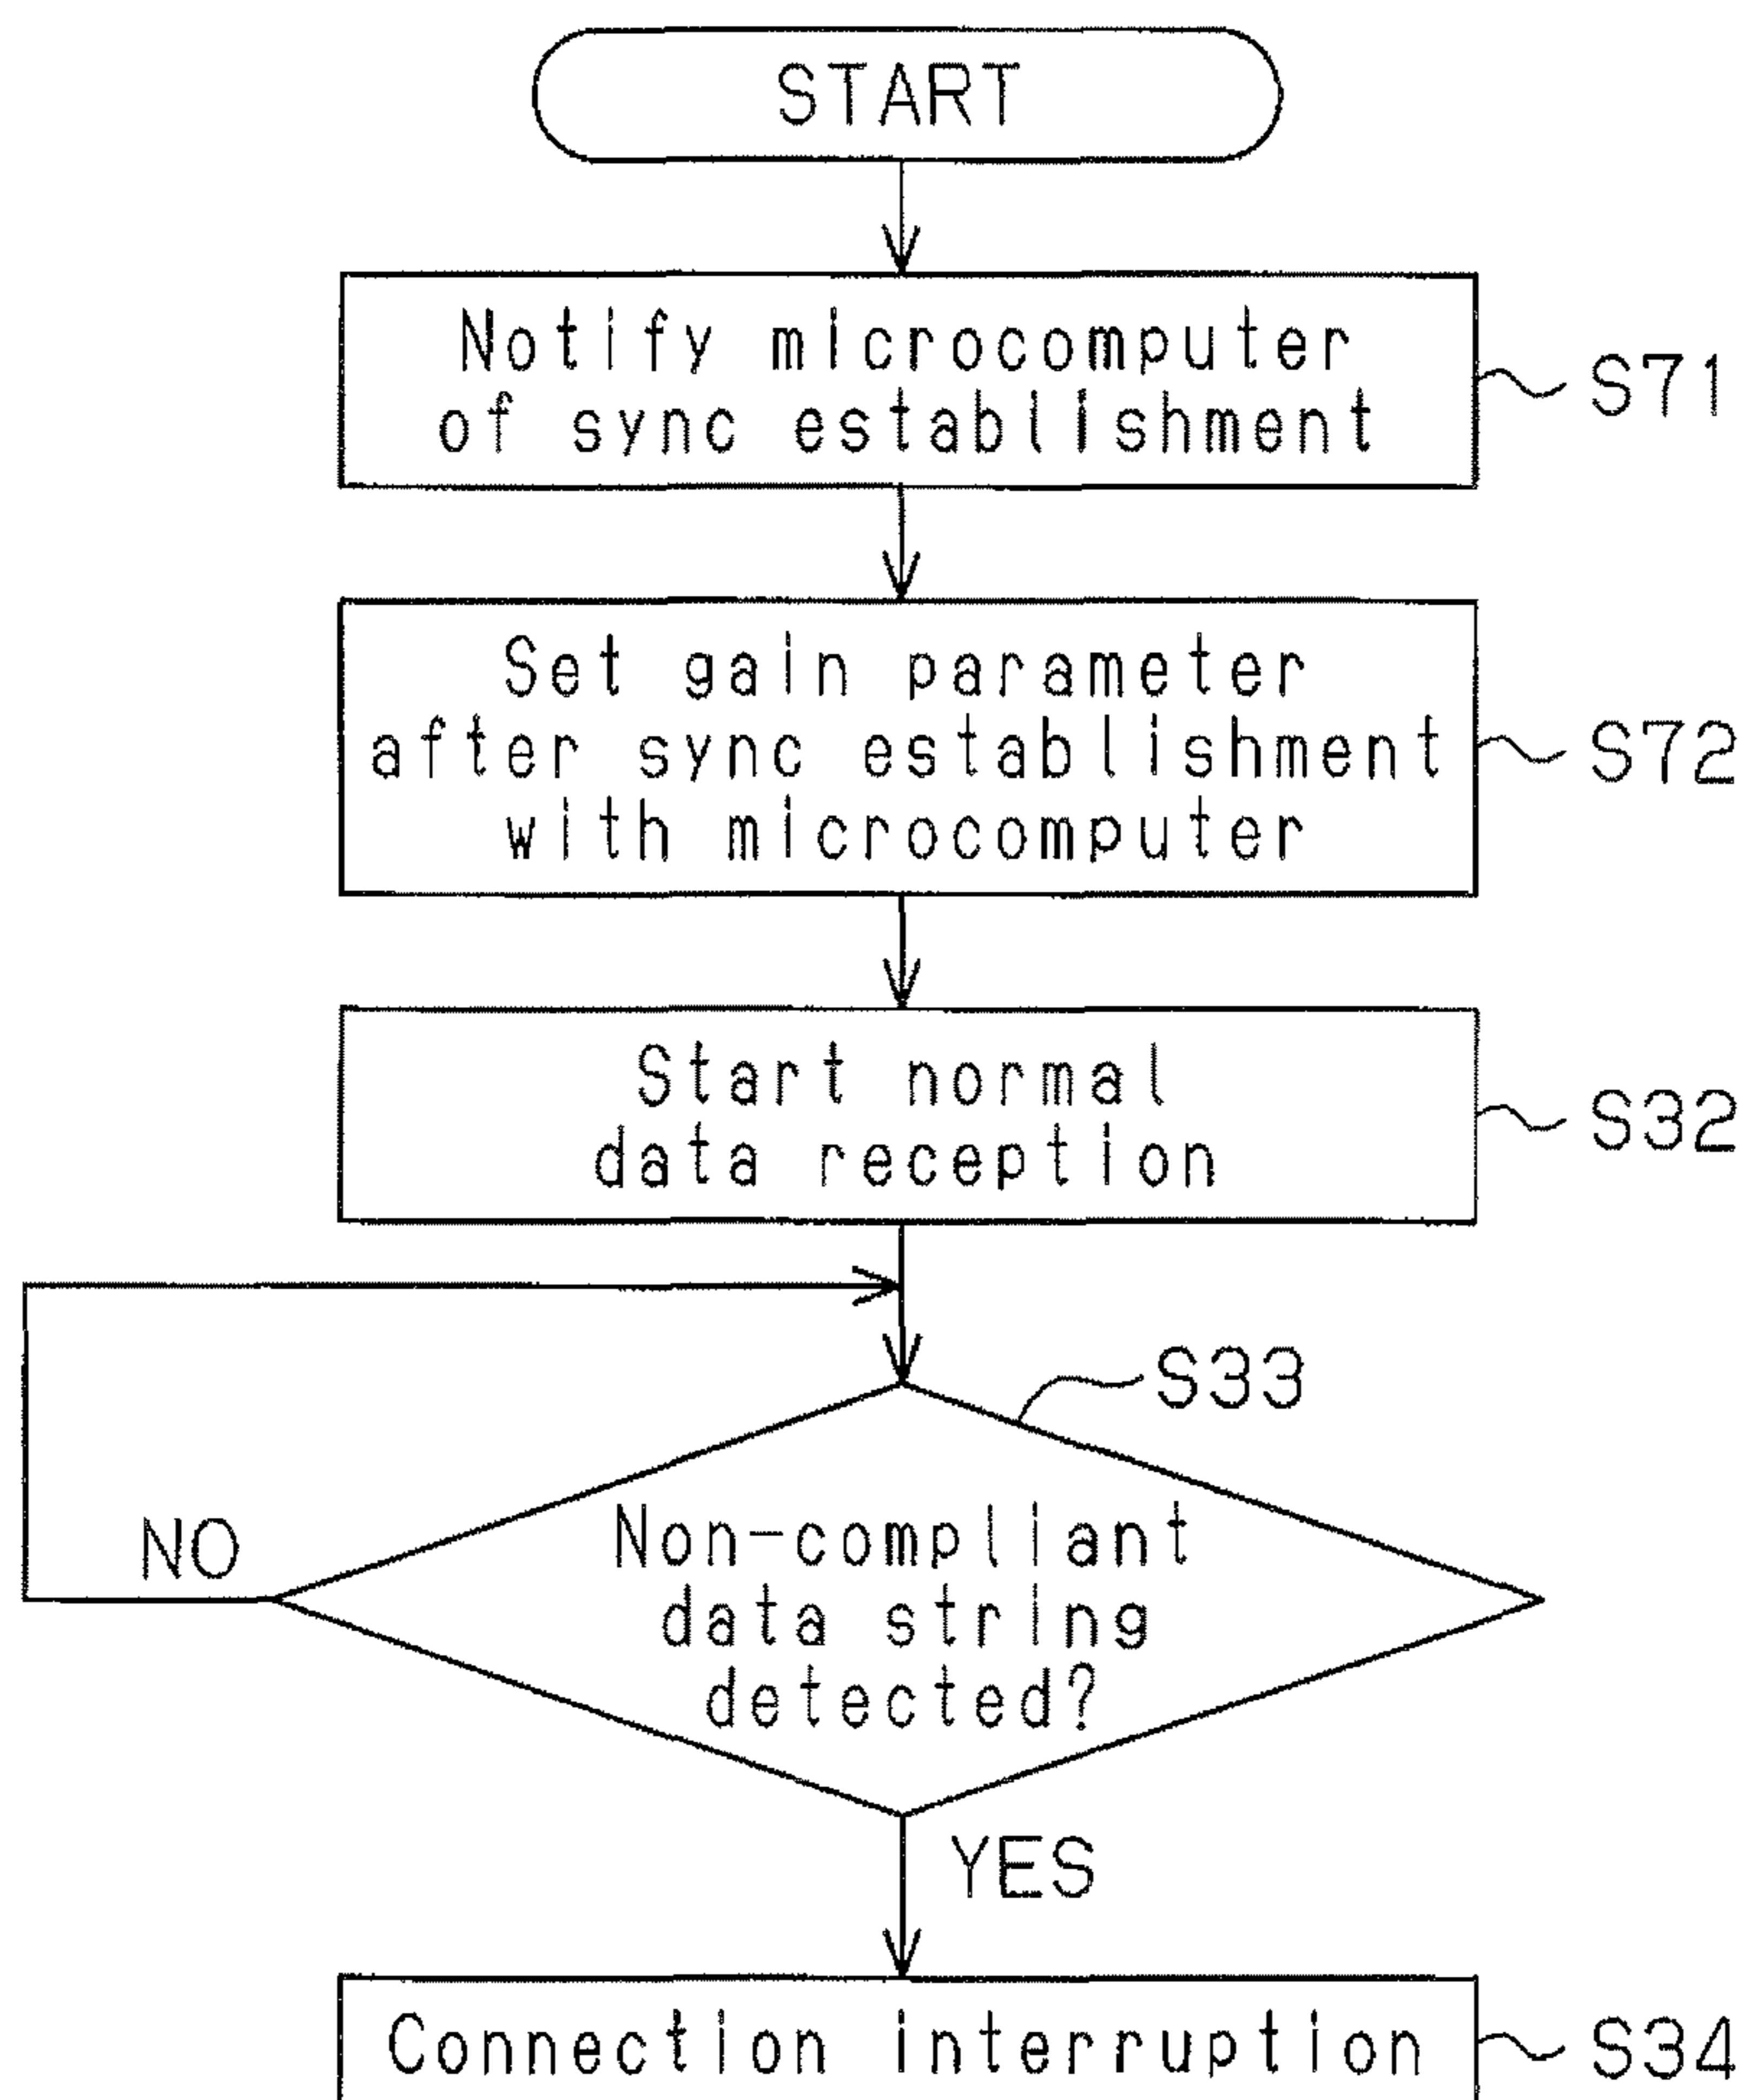 START
Notify microcomputer
of sync establishment
S71
Set gain parameter
after sync establishment
with microcomputer
S72
Start normal
data reception
S32
S33
Non-compliant
data string
detected?
NO
YES
Connection interruption
S34